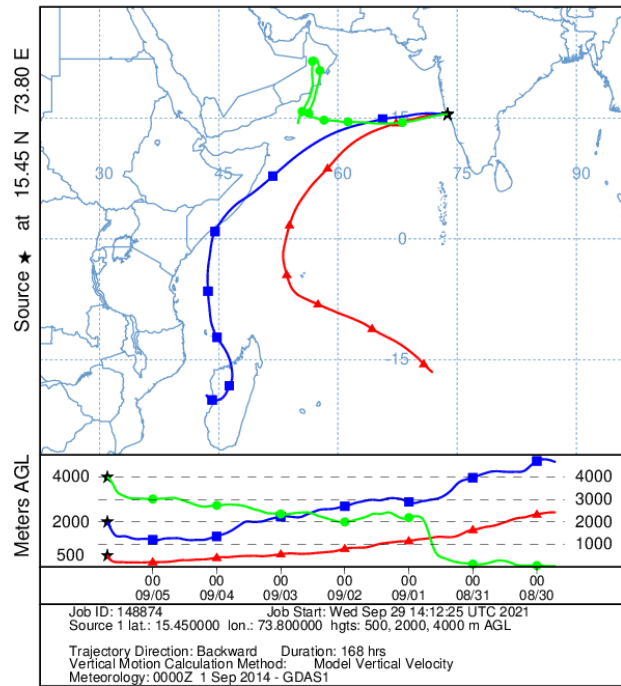 Source ★ at 15.45 N 73.80 E
30 45 60 75 90
15
0
-15
Meters AGL
4000 4000
3000
2000 2000
1000
500
00 00 00 00 00 00 00
09/05 09/04 09/03 09/02 09/01 08/31 08/30
Job ID: 148874 Job Start: Wed Sep 29 14:12:25 UTC 2021
Source 1 lat.: 15.450000 lon.: 73.800000 hgts: 500, 2000, 4000 m AGL
Trajectory Direction: Backward Duration: 168 hrs
Vertical Motion Calculation Method: Model Vertical Velocity
Meteorology: 0000Z 1 Sep 2014 - GDAS1